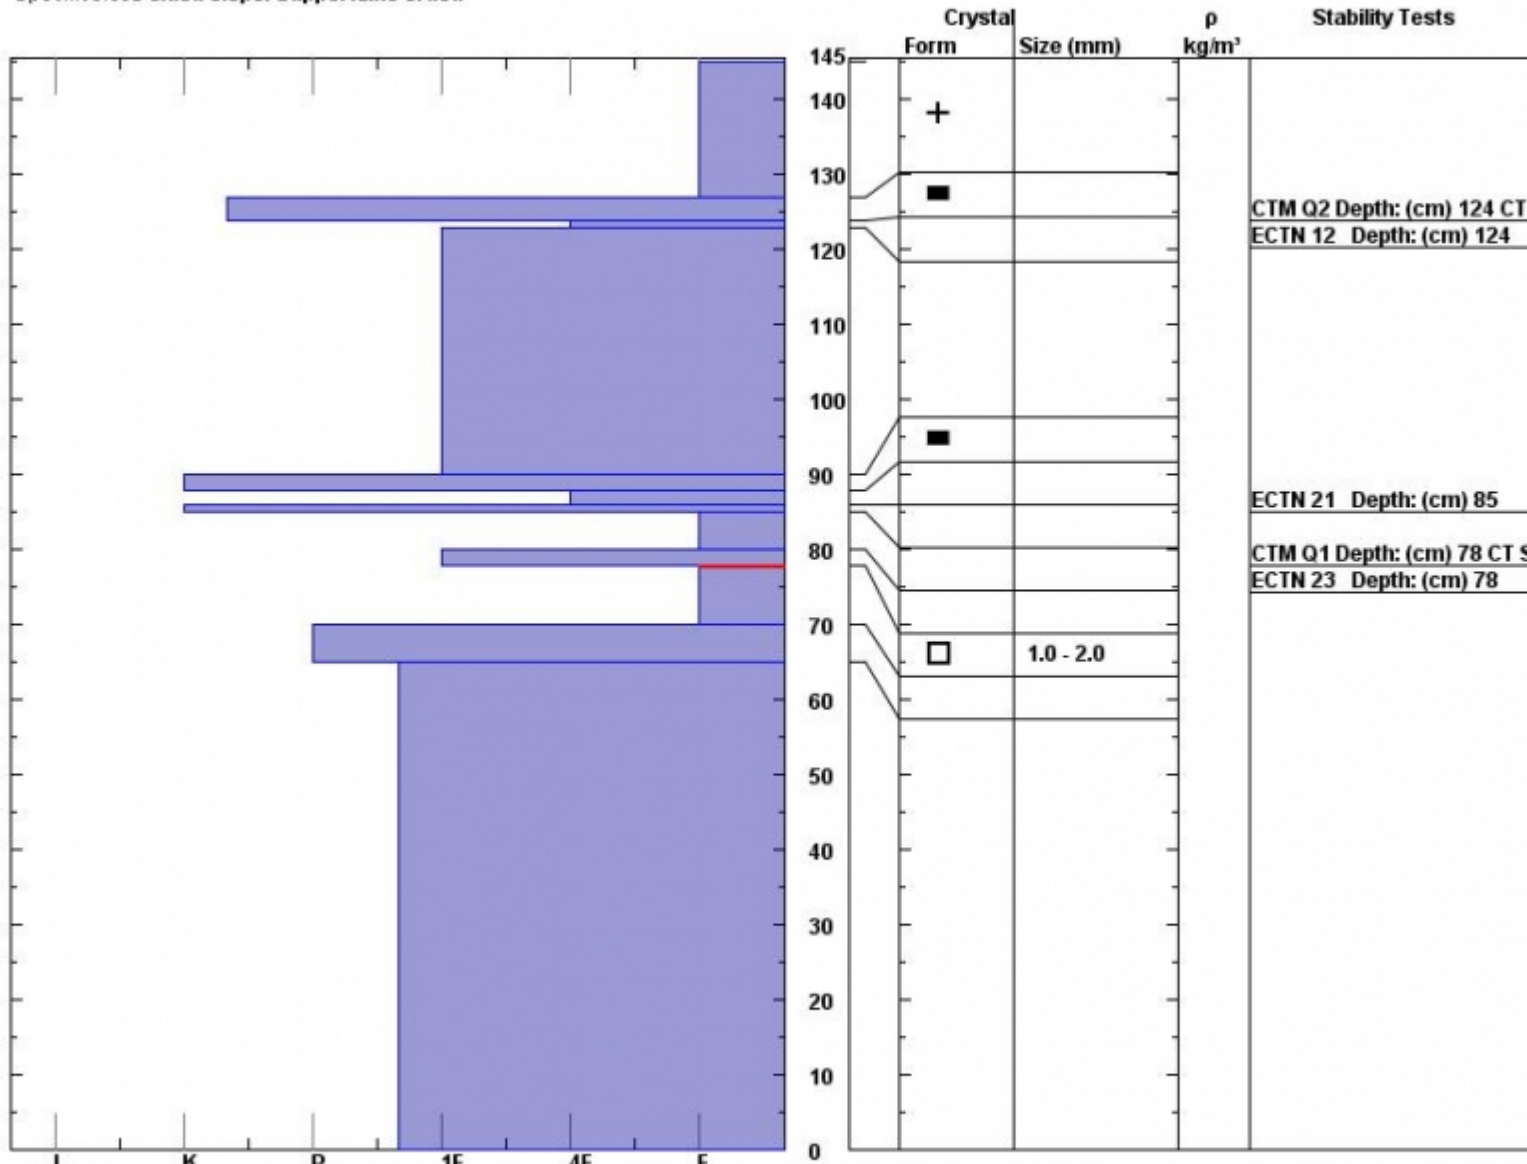 Crystal ρ Stability Tests
Form Size (mm) kg/m³
145
140
130
CTM Q2 Depth: (cm) 124 CT
ECTN 12 Depth: (cm) 124
120
110
100
90
ECTN 21 Depth: (cm) 85
80
CTM Q1 Depth: (cm) 78 CT S
ECTN 23 Depth: (cm) 78
70
1.0 - 2.0
60
50
40
30
20
10
0
I K P 1F 4F F